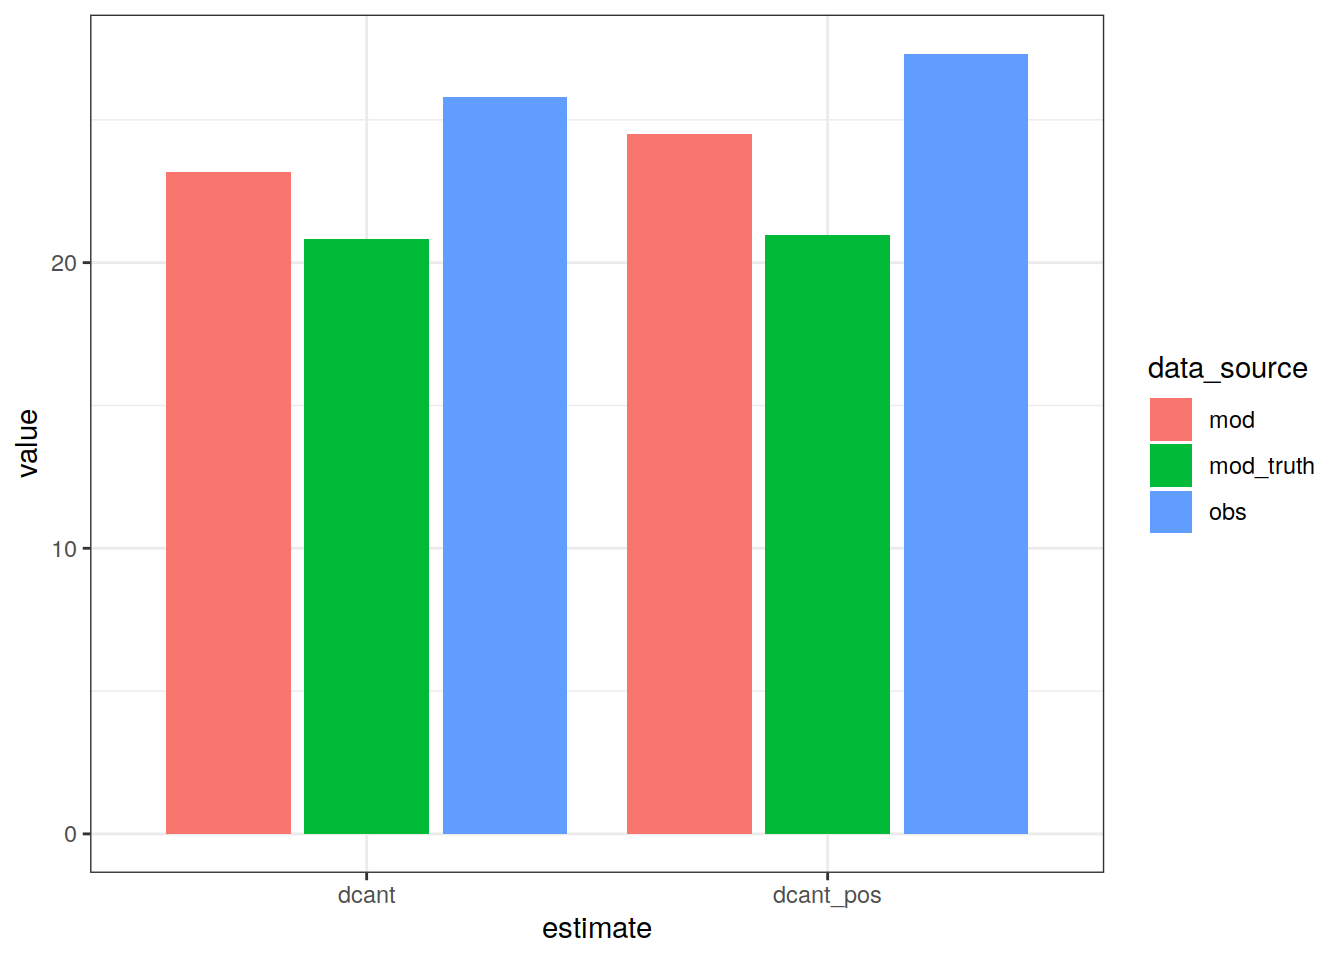 value
20
10
0
dcant
dcant_pos
estimate
data_source
mod
mod_truth
obs